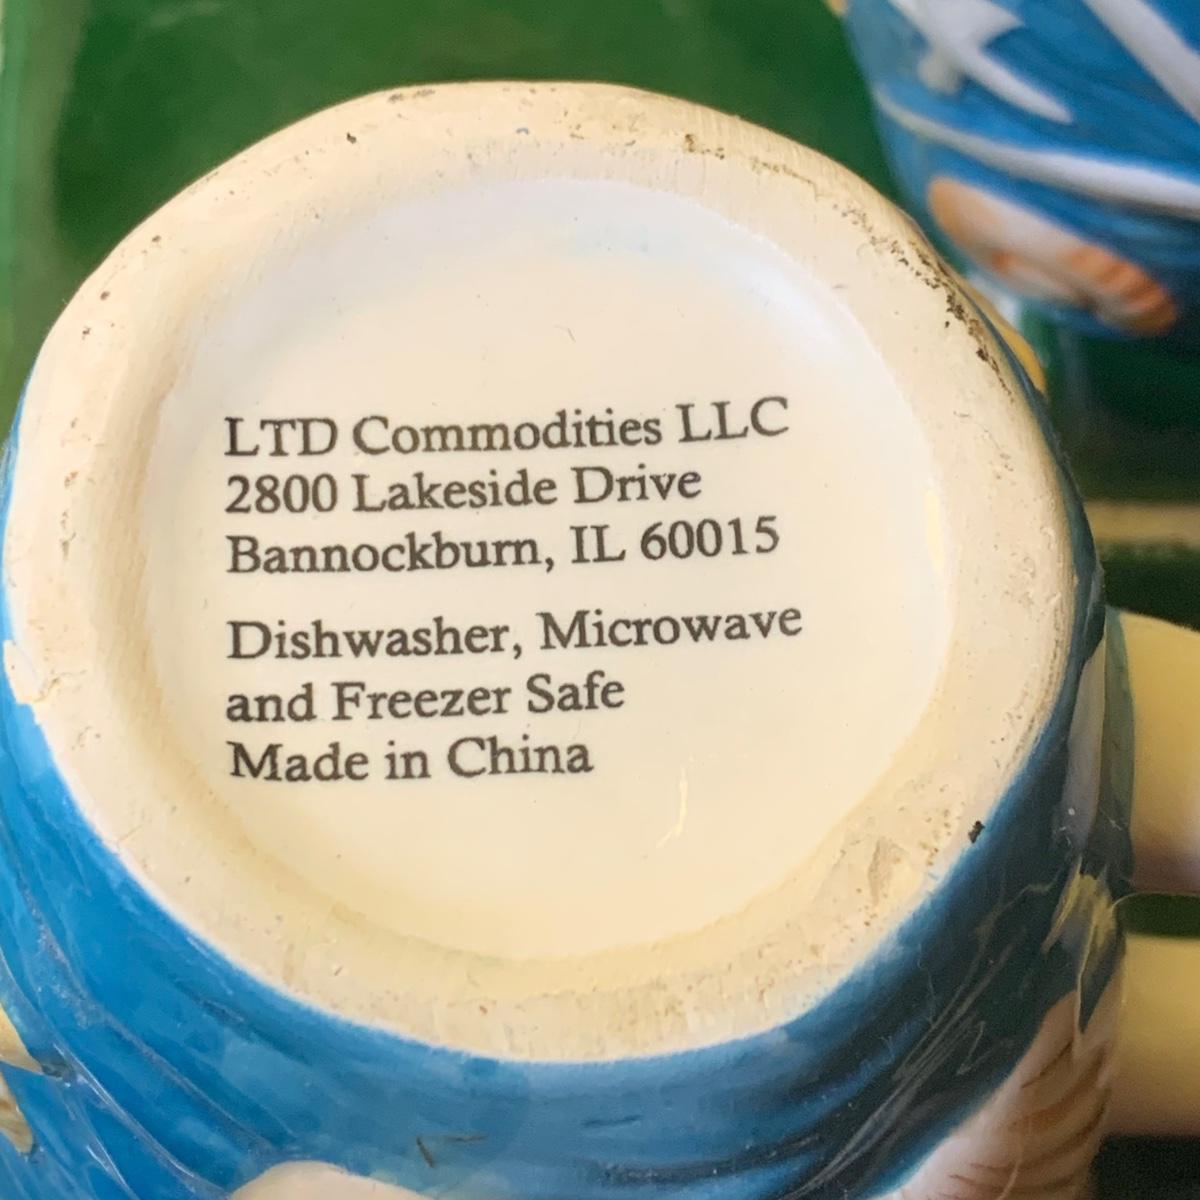 LTD Commodities LLC
2800 Lakeside Drive
Bannockburn, IL 60015
Dishwasher, Microwave
and Freezer Safe
Made in China